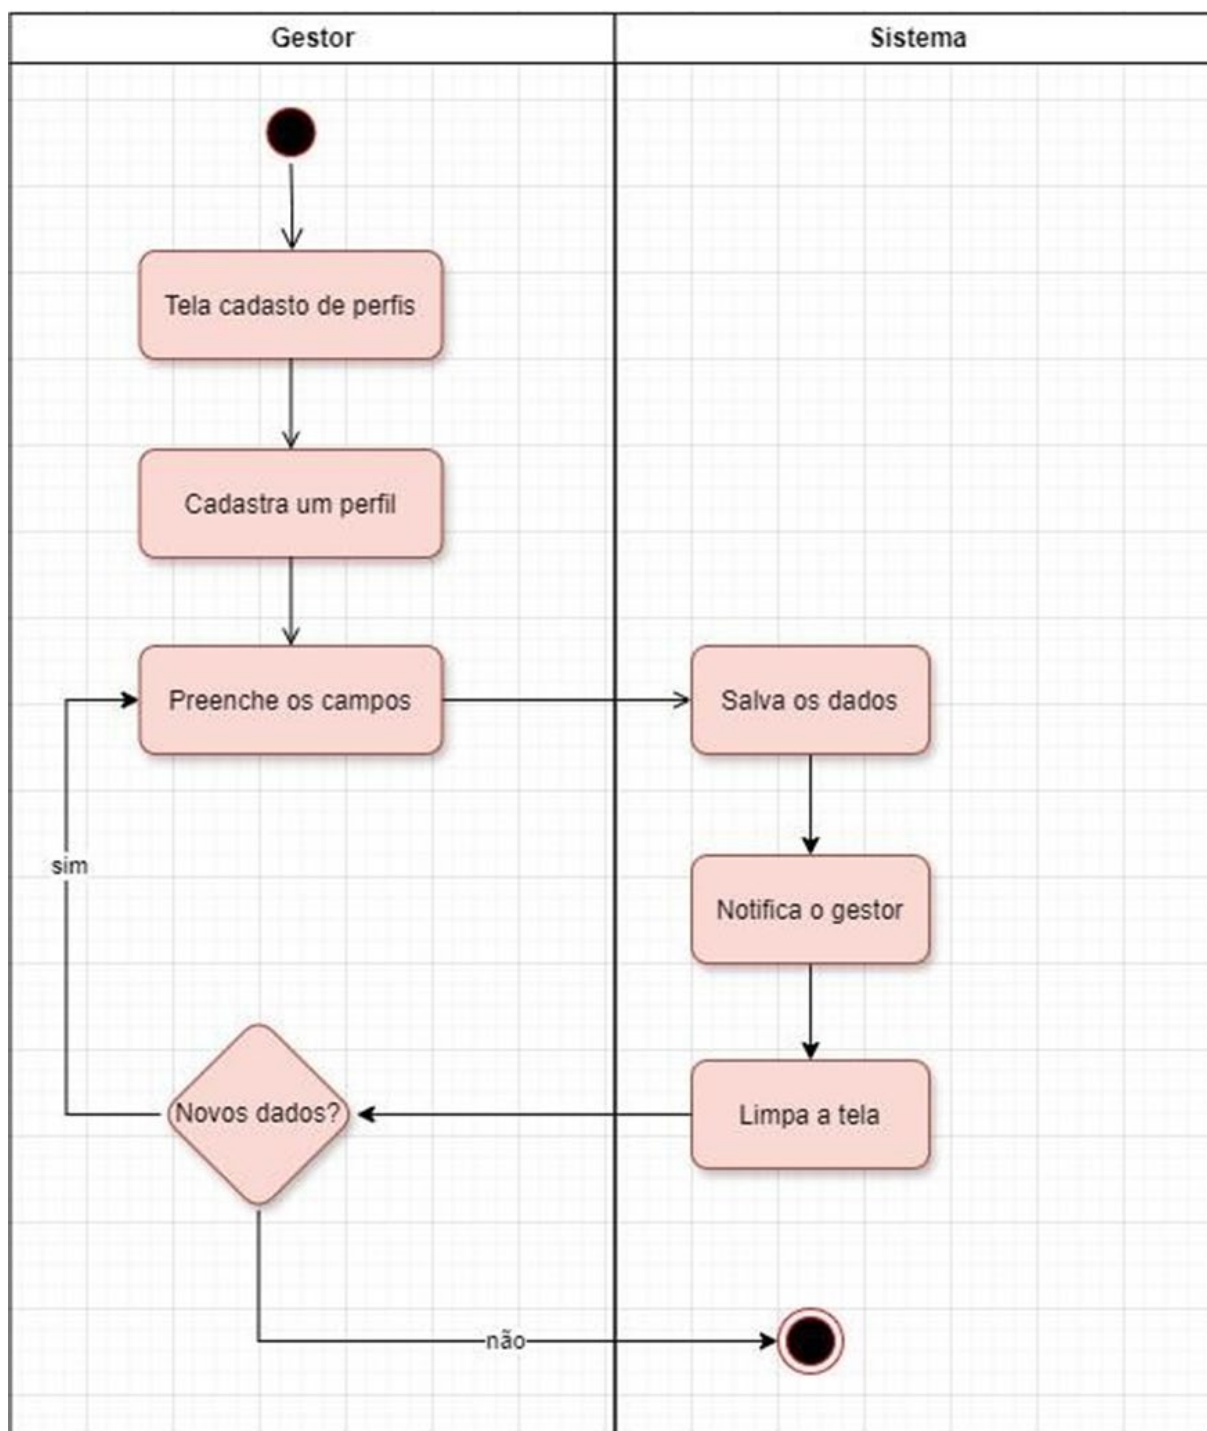 Gestor
Sistema
Tela cadasto de perfis
Cadastra um perfil
Preenche os campos
Salva os dados
sim
Notifica o gestor
Novos dados?
Limpa a tela
não